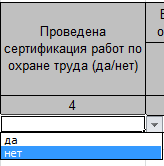 Проведена
сертификация работ по
охране труда (да/нет)
4
да
нет